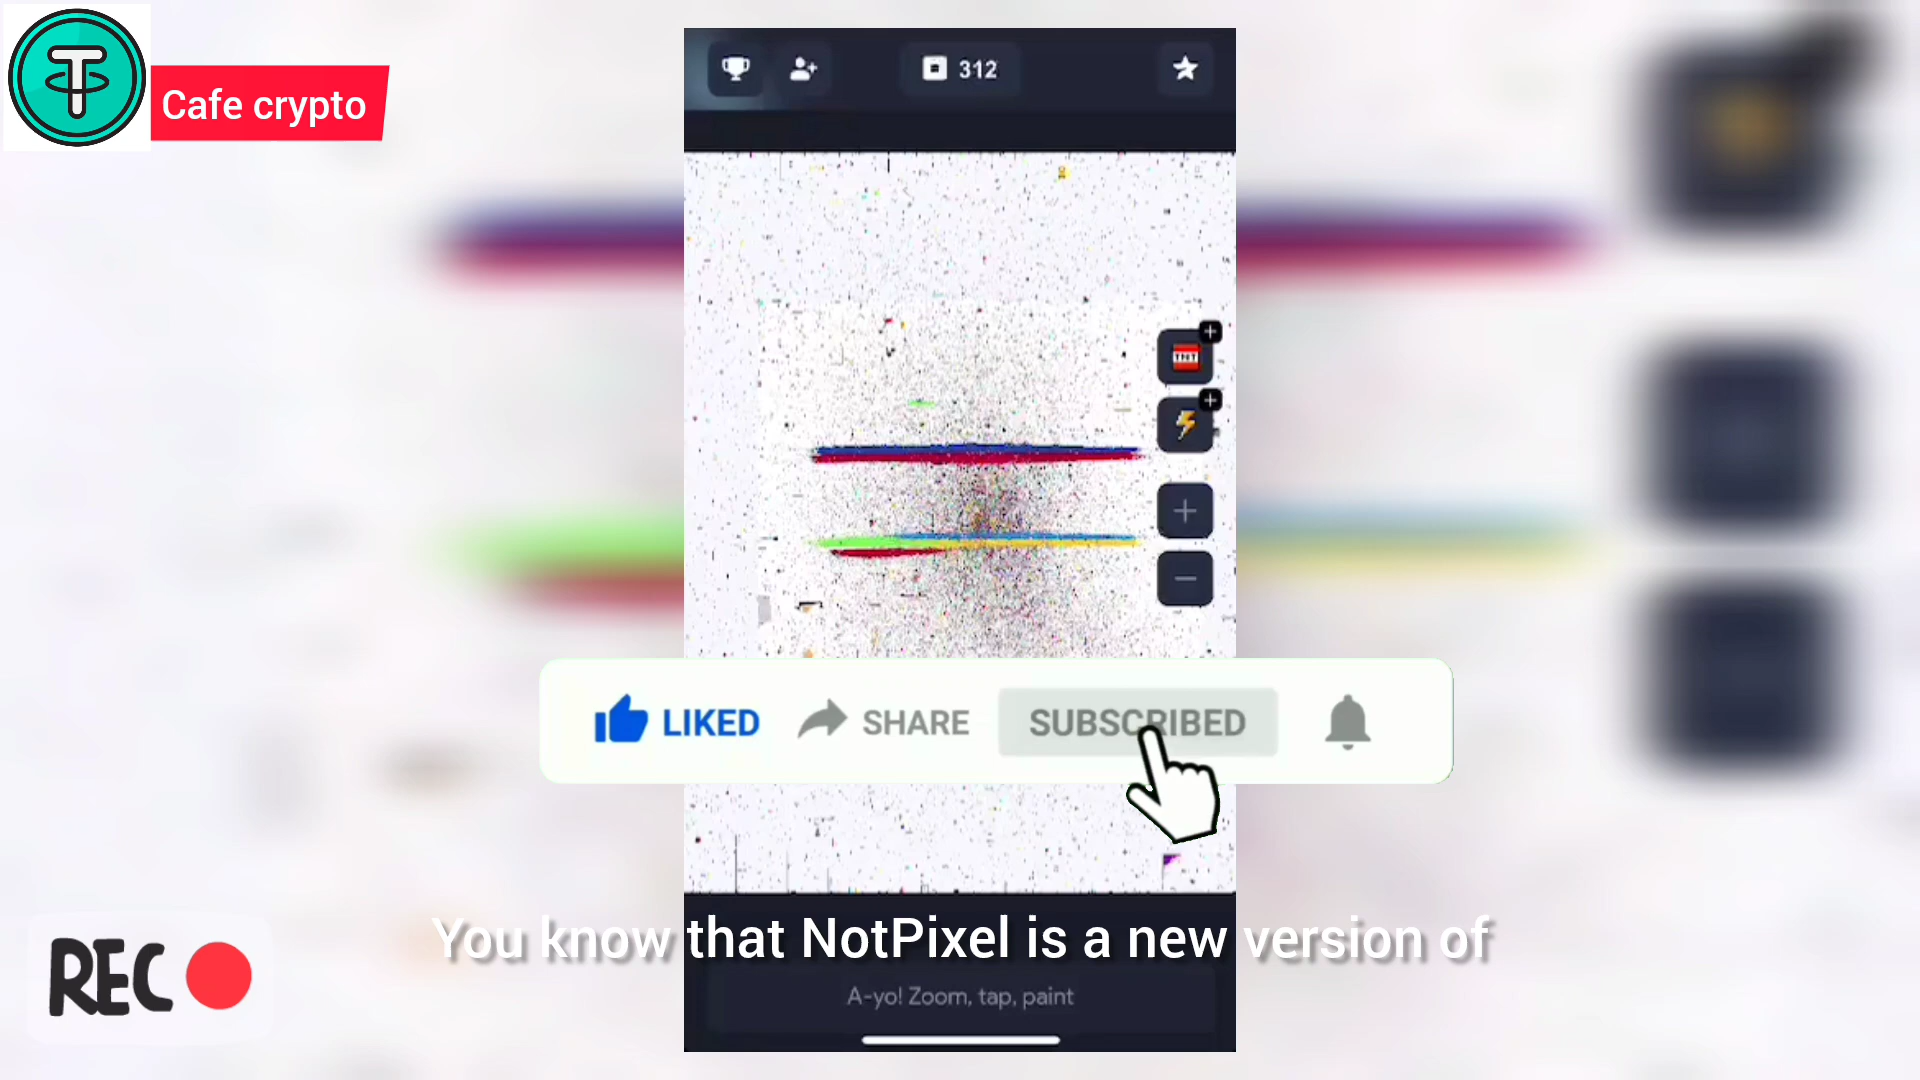 Cafe crypto
312
TNT
LIKED
SHARE
SUBSCRIBED
You know that NotPixel is a new version of
A-yo! Zoom, tap, paint
REC